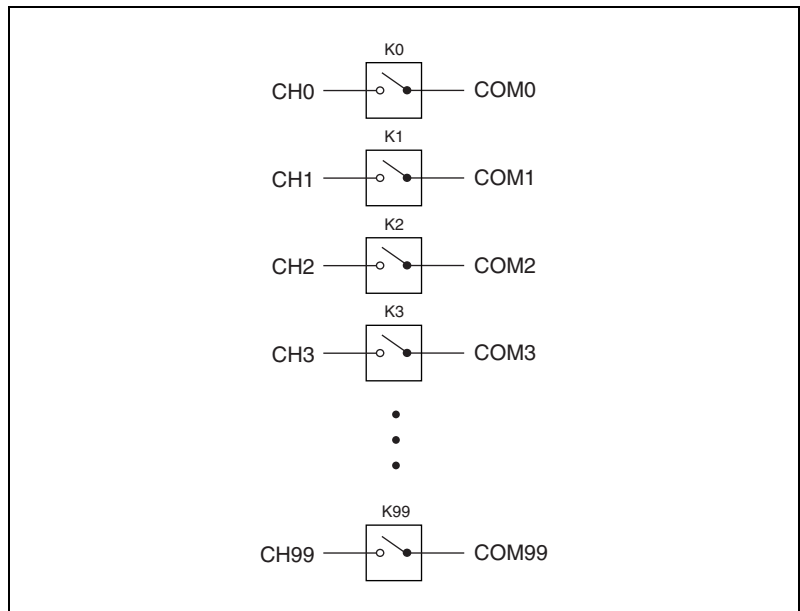 K0
CH0 COM0
K1
CH1 COM1
K2
CH2 COM2
K3
CH3 COM3
K99
CH99 COM99